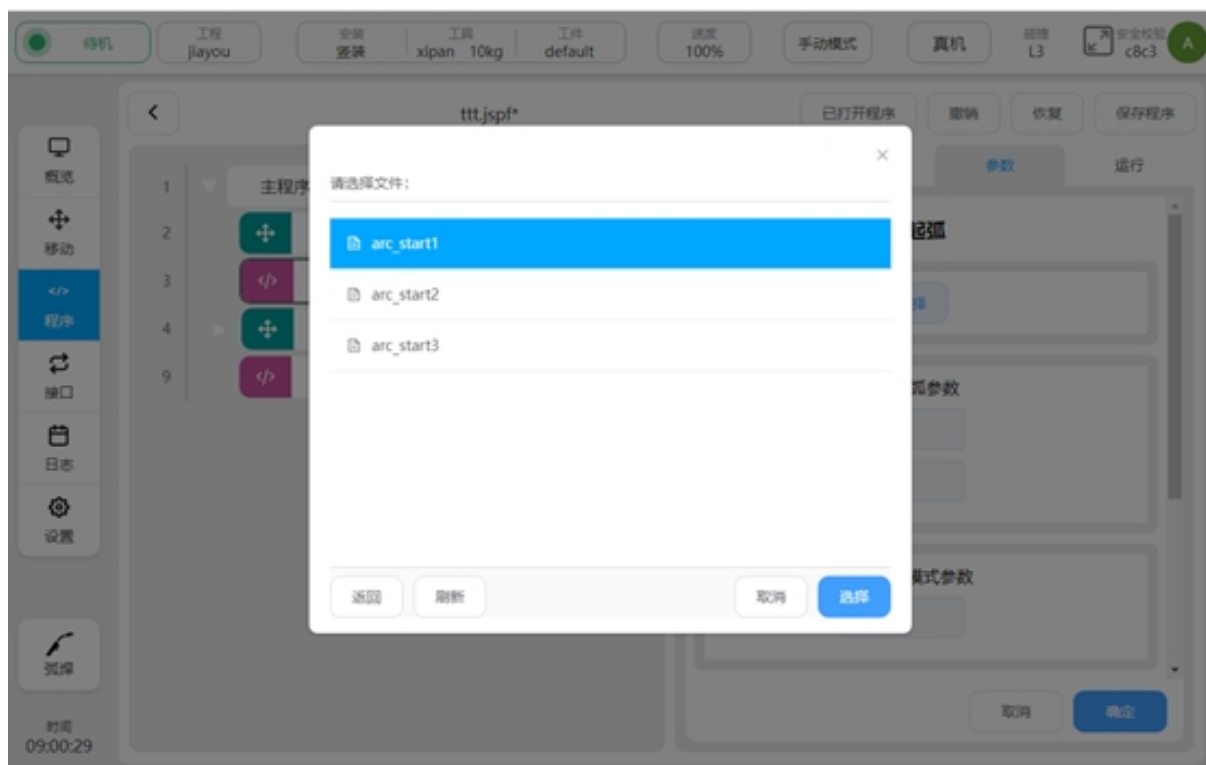 待机
工程
jiayou
安装
竖装
工具
xipan 10kg
工件
default
速度
100%
手动模式
真机
碰撞
L3
安全校验
c8c3
A
ttt.jspf*
已打开程序
撤销
恢复
保存程序
概览
移动
</>
程序
接口
日志
设置
弧焊
时间
09:00:29
1
主程序
2
3
</>
4
9
</>
请选择文件:
arc_start1
arc_start2
arc_start3
返回
刷新
取消
选择
参数
运行
起弧
择
弧参数
模式参数
取消
确定